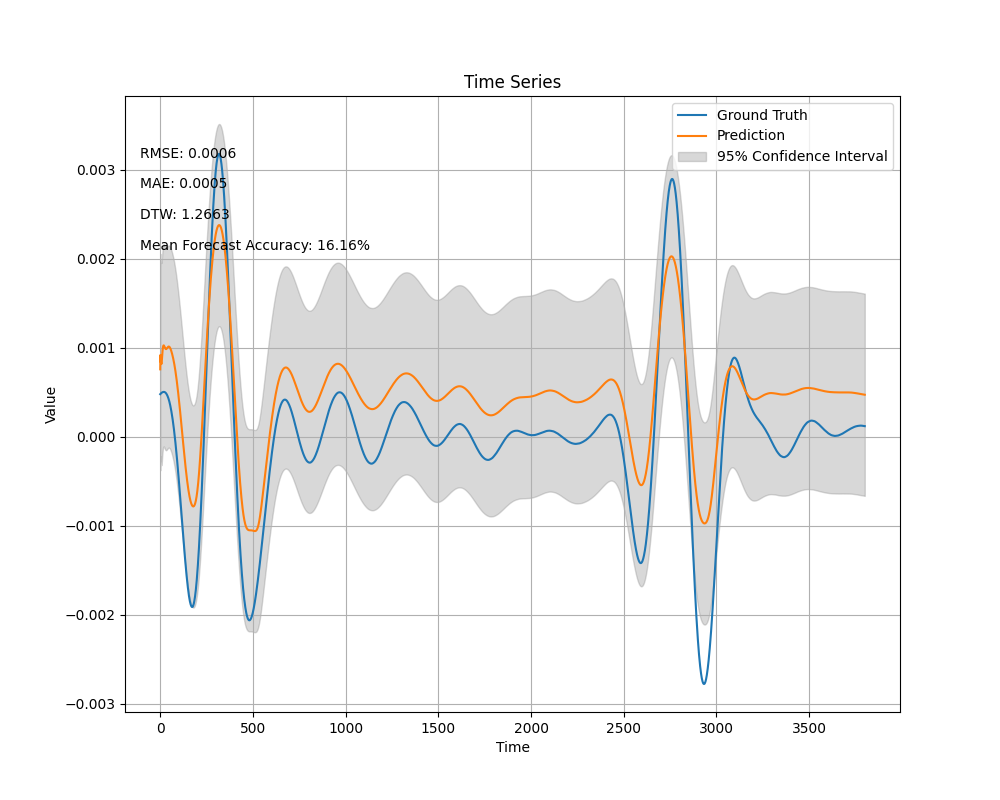 Time Series
Ground Truth
Prediction
95% Confidence Interval
RMSE: 0.0006
MAE: 0.0005
DTW: 1.2663
Mean Forecast Accuracy: 16.16%
Value
0.003
0.002
0.001
0.000
−0.001
−0.002
−0.003
0 500 1000 1500 2000 2500 3000 3500
Time